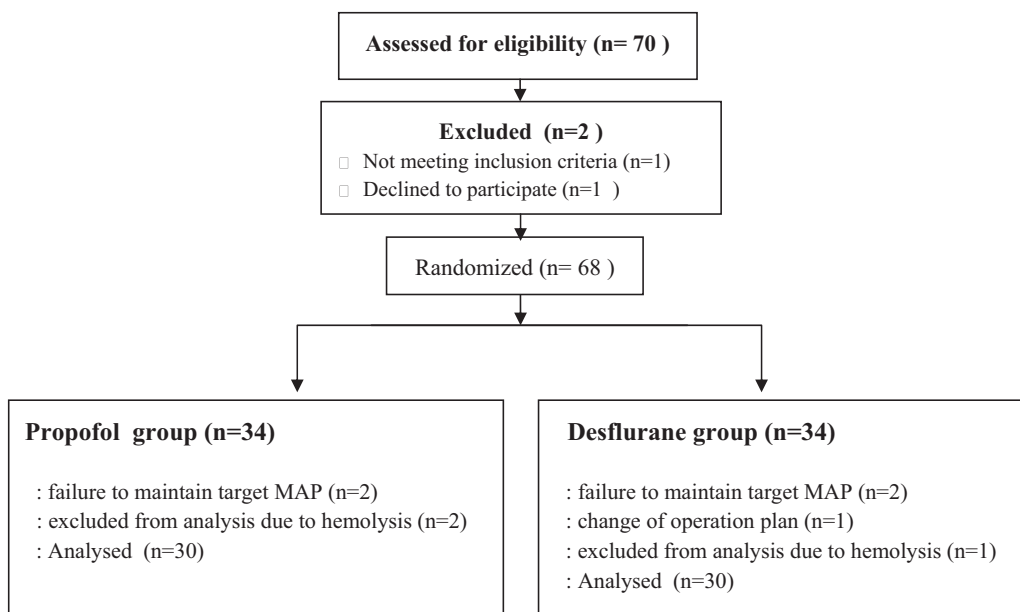 Assessed for eligibility (n= 70 )
Excluded  (n=2 )
□ Not meeting inclusion criteria (n=1)
□ Declined to participate (n=1  )
Randomized (n= 68 )
Propofol  group (n=34)
: failure to maintain target MAP (n=2)
: excluded from analysis due to hemolysis (n=2)
: Analysed  (n=30)
Desflurane group (n=34)
: failure to maintain target MAP (n=2)
: change of operation plan (n=1)
: excluded from analysis due to hemolysis (n=1)
: Analysed  (n=30)